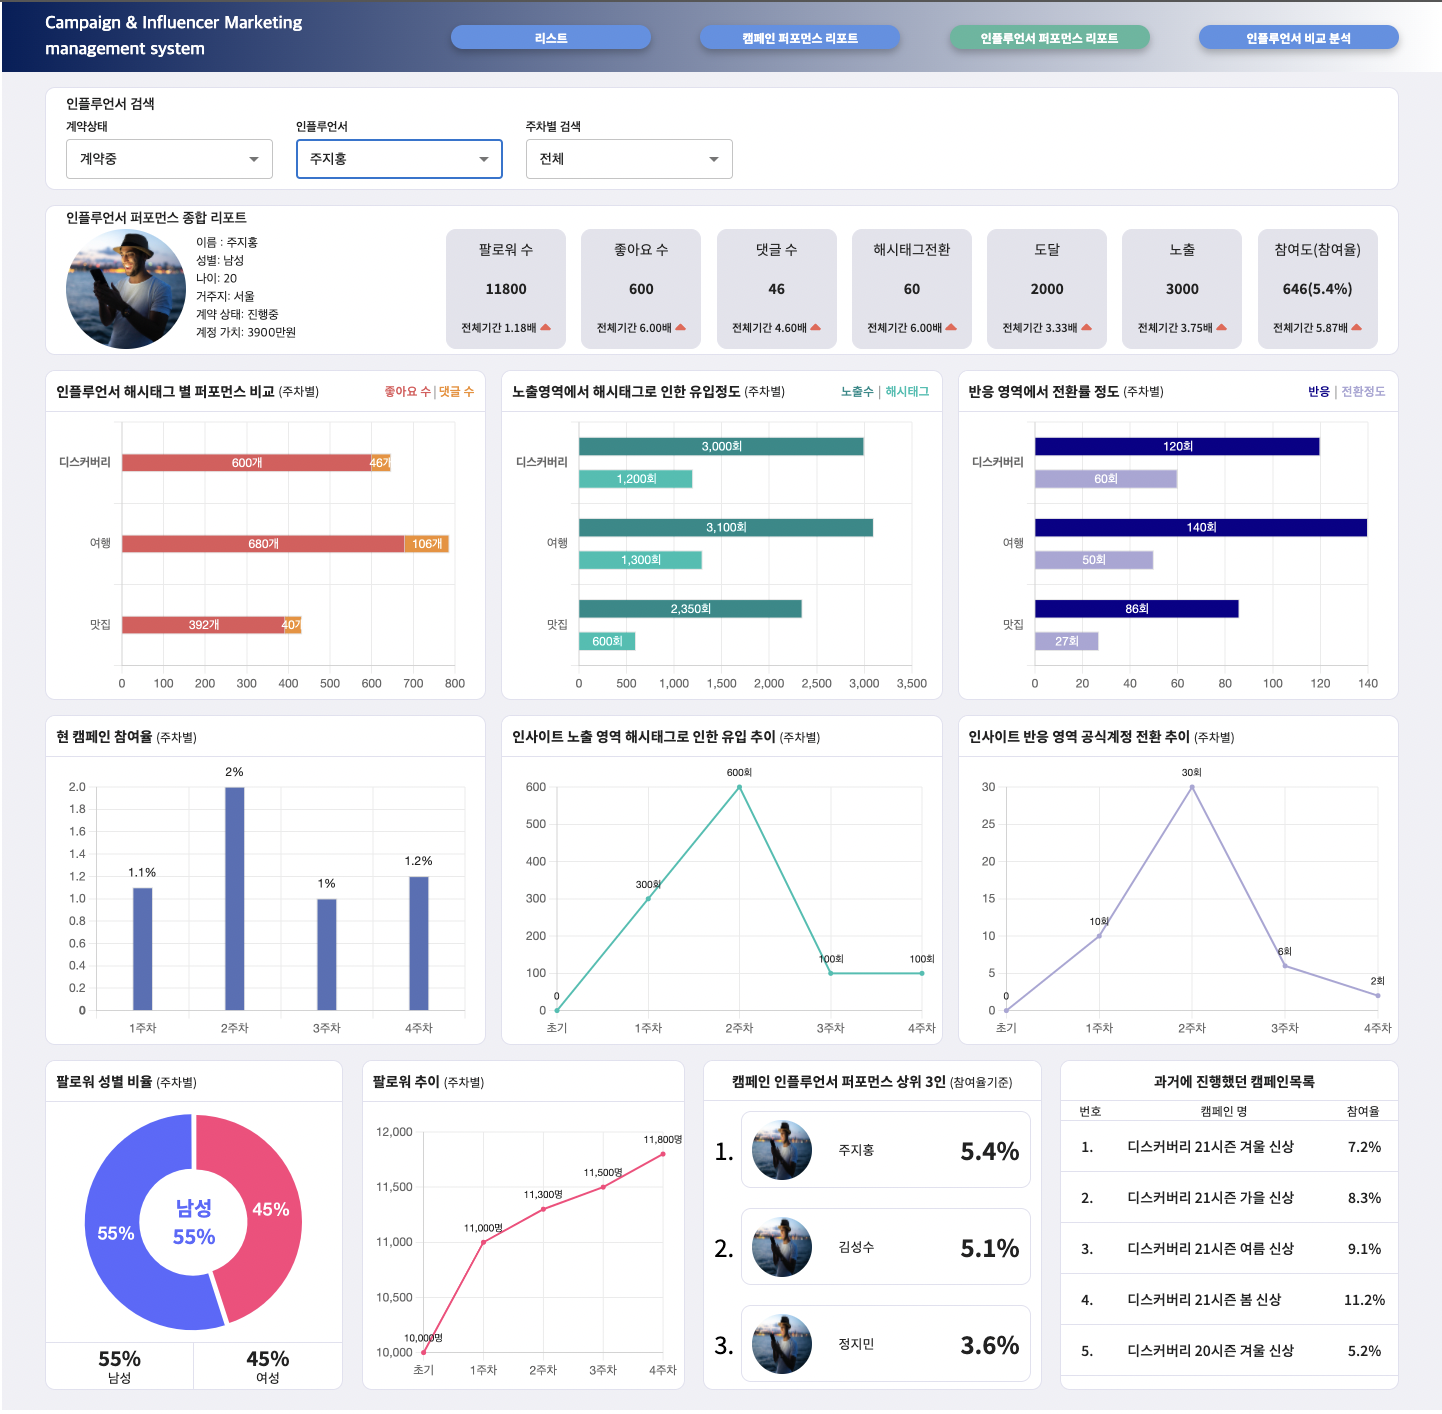 Campaign & Influencer Marketing
management system
리스트
캠페인 퍼포먼스 리포트
인플루언서 퍼포먼스 리포트
인플루언서 비교 분석
인플루언서 검색
계약상태
인플루언서
주차별 검색
계약중
주지홍
전체
인플루언서 퍼포먼스 종합 리포트
이름 : 주지홍
성별: 남성
나이: 20
거주지: 서울
계약 상태: 진행중
계정 가치: 3900만원
팔로워 수
11800
전체기간 1.18배
좋아요 수
600
전체기간 6.00배
댓글 수
46
전체기간 4.60배
해시태그전환
60
전체기간 6.00배
도달
2000
전체기간 3.33배
노출
3000
전체기간 3.75배
참여도(참여율)
646(5.4%)
전체기간 5.87배
인플루언서 해시태그 별 퍼포먼스 비교 (주차별)
좋아요 수 | 댓글 수
디스커버리
600개
46개
여행
680개
106개
맛집
392개
40개
0 100 200 300 400 500 600 700 800
노출영역에서 해시태그로 인한 유입정도 (주차별)
노출수 | 해시태그
디스커버리
3,000회
1,200회
여행
3,100회
1,300회
맛집
2,350회
600회
0 500 1,000 1,500 2,000 2,500 3,000 3,500
반응 영역에서 전환률 정도 (주차별)
반응 | 전환정도
디스커버리
120회
60회
여행
140회
50회
맛집
86회
27회
0 20 40 60 80 100 120 140
현 캠페인 참여율 (주차별)
2.0
1.8
1.6
1.4
1.2
1.0
0.8
0.6
0.4
0.2
0
1.1%
2%
1%
1.2%
1주차 2주차 3주차 4주차
인사이트 노출 영역 해시태그로 인한 유입 추이 (주차별)
600
500
400
300
200
100
0
0
300회
600회
100회
100회
초기 1주차 2주차 3주차 4주차
인사이트 반응 영역 공식계정 전환 추이 (주차별)
30
25
20
15
10
5
0
0
10회
30회
6회
2회
초기 1주차 2주차 3주차 4주차
팔로워 성별 비율 (주차별)
55%
45%
남성
55%
55%
남성
45%
여성
팔로워 추이 (주차별)
12,000
11,500
11,000
10,500
10,000
10,000명
11,000명
11,300명
11,500명
11,800명
초기 1주차 2주차 3주차 4주차
캠페인 인플루언서 퍼포먼스 상위 3인 (참여율기준)
1. 주지홍 5.4%
2. 김성수 5.1%
3. 정지민 3.6%
과거에 진행했던 캠페인목록
번호 캠페인 명 참여율
1. 디스커버리 21시즌 겨울 신상 7.2%
2. 디스커버리 21시즌 가을 신상 8.3%
3. 디스커버리 21시즌 여름 신상 9.1%
4. 디스커버리 21시즌 봄 신상 11.2%
5. 디스커버리 20시즌 겨울 신상 5.2%